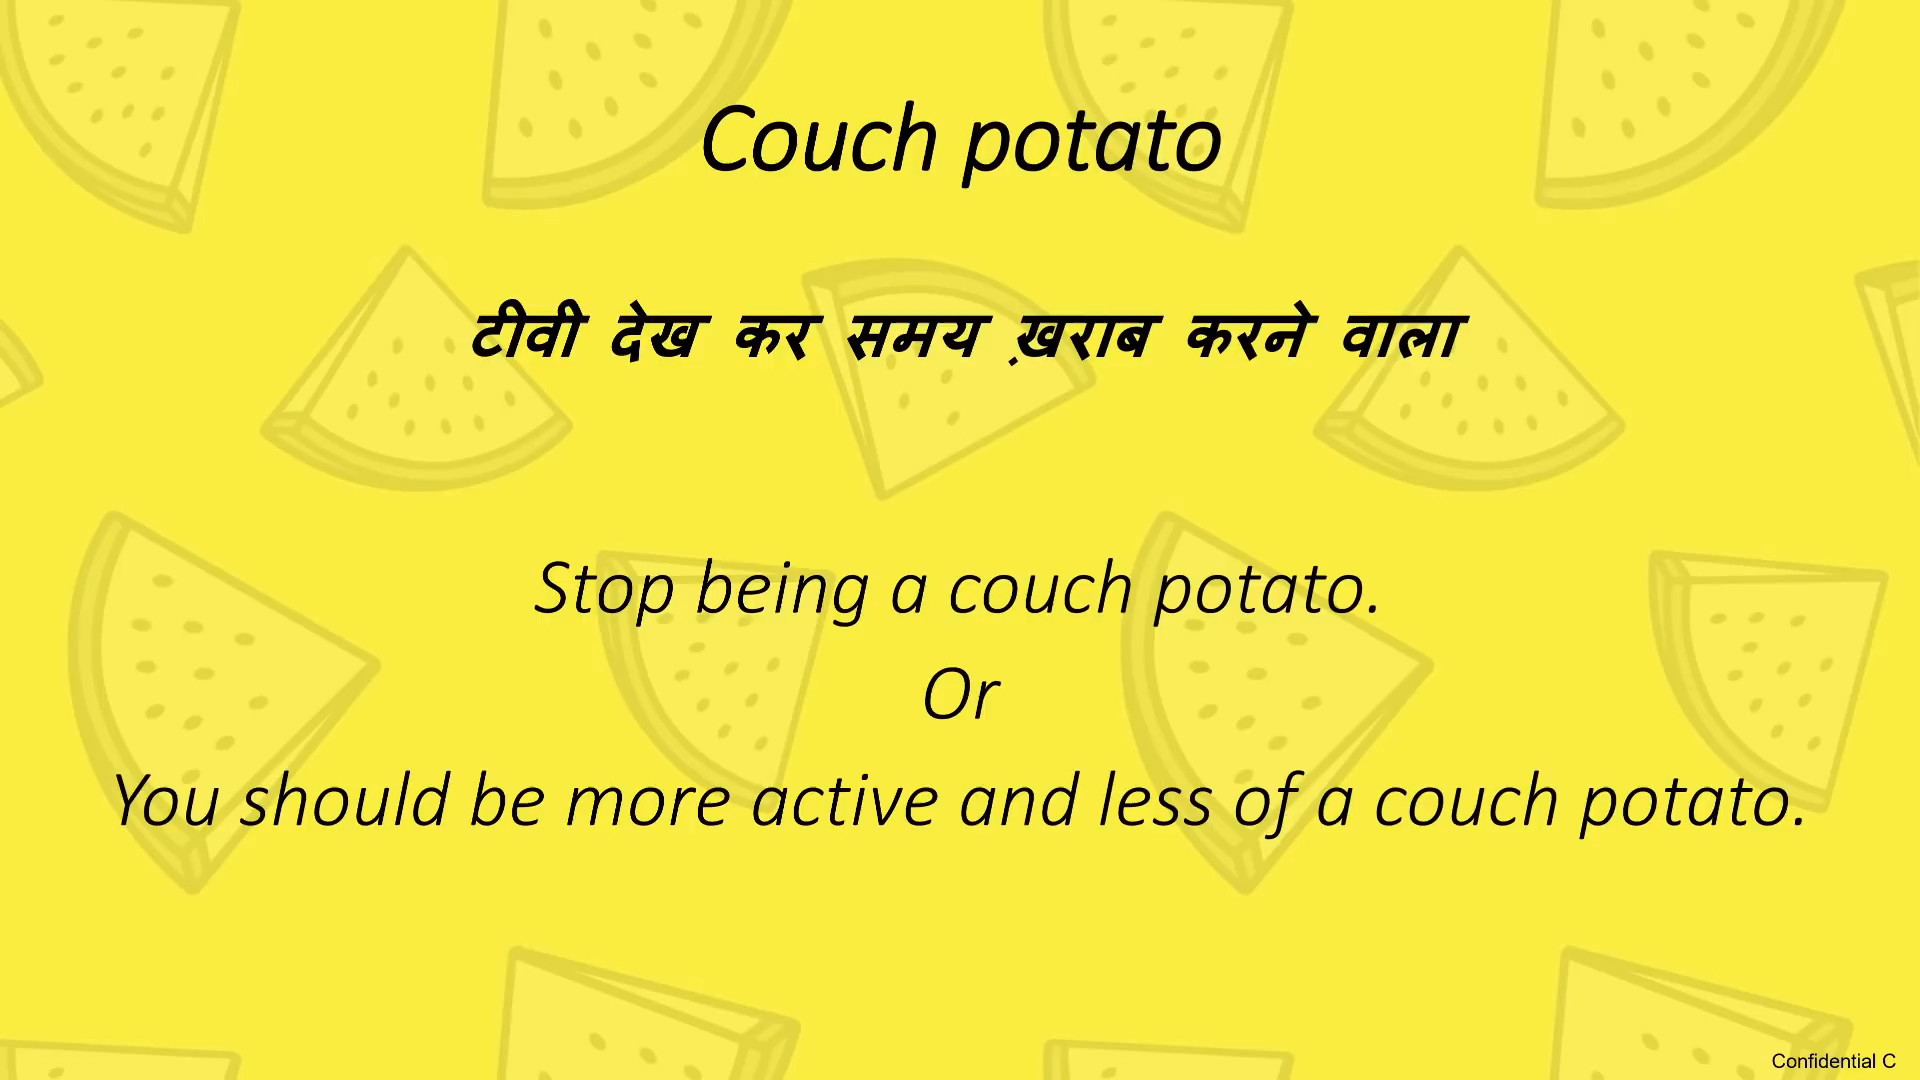 Couch potato
टीवी देख कर समय ख़राब करने वाला
Stop being a couch potato.
Or
You should be more active and less of a couch potato.
Confidential C